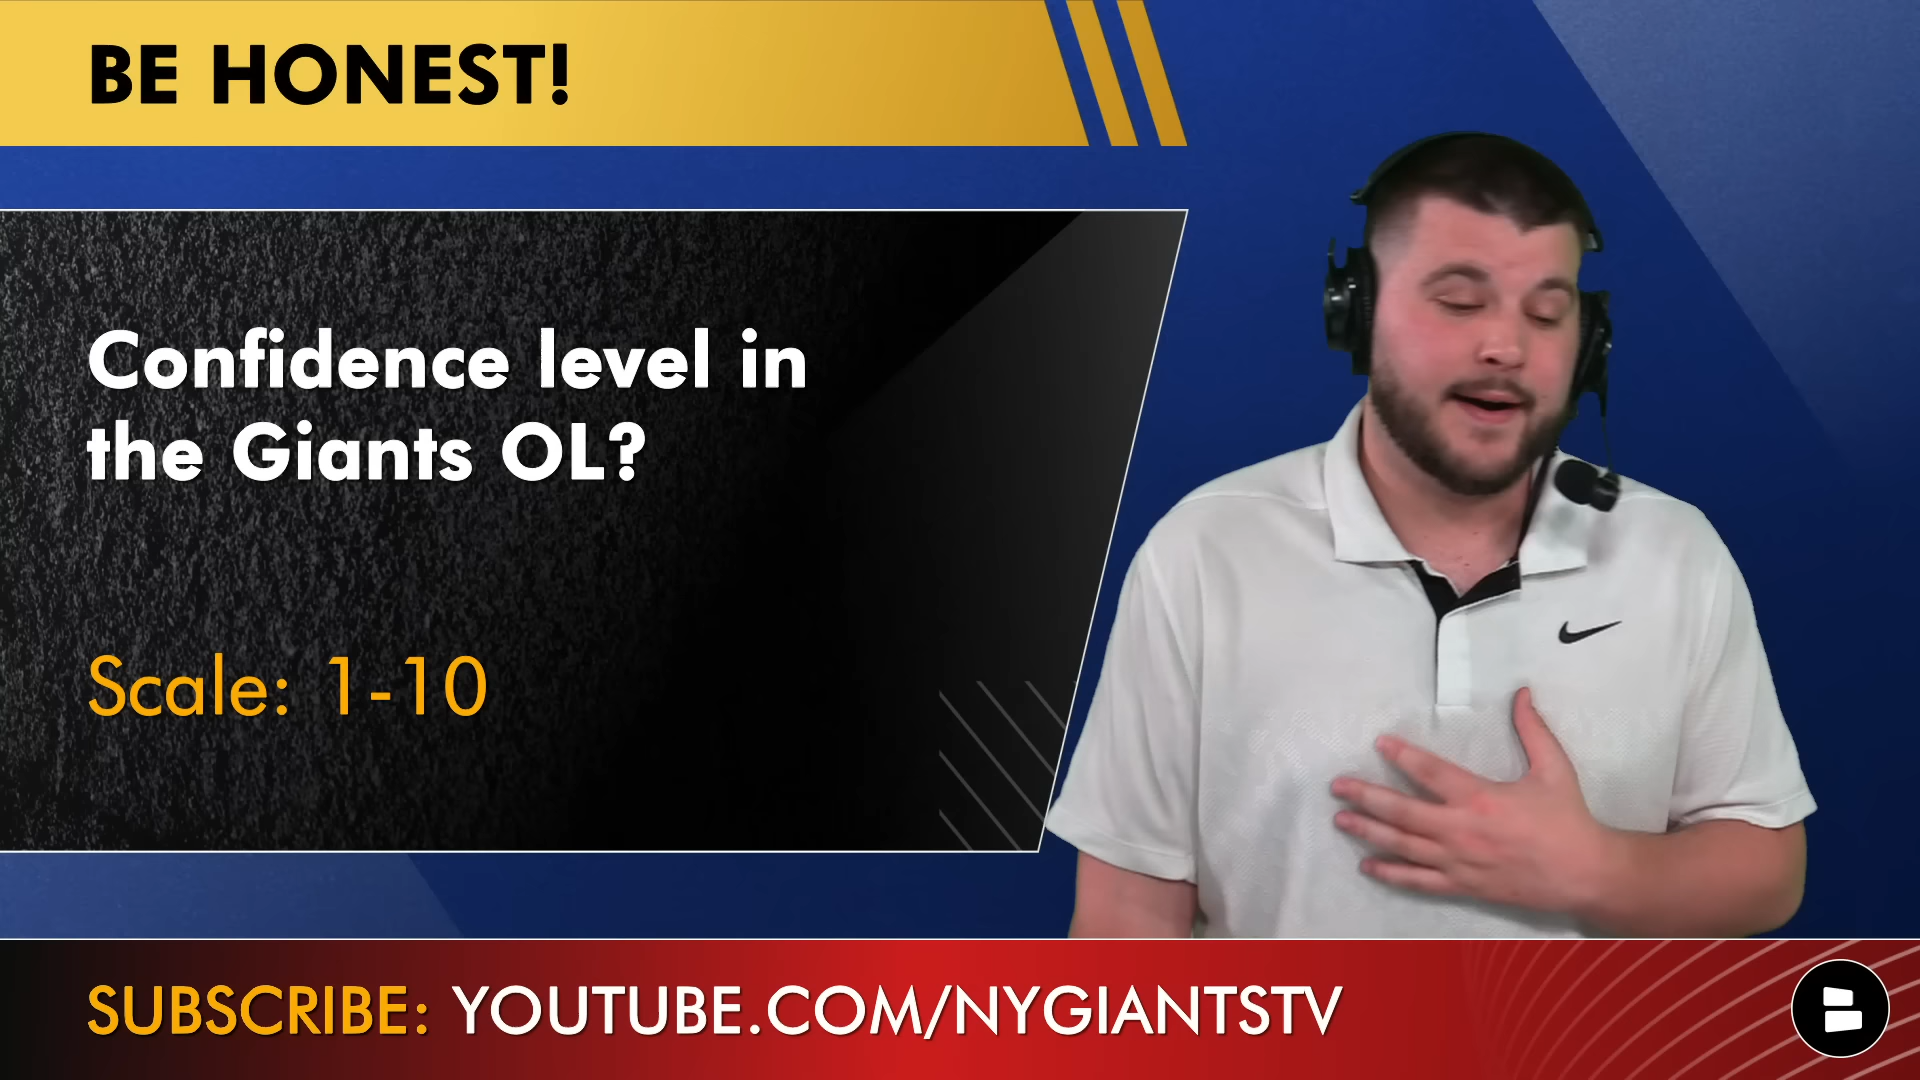 BE HONEST!
Confidence level in
the Giants OL?
Scale: 1-10
SUBSCRIBE: YOUTUBE.COM/NYGIANTSTV